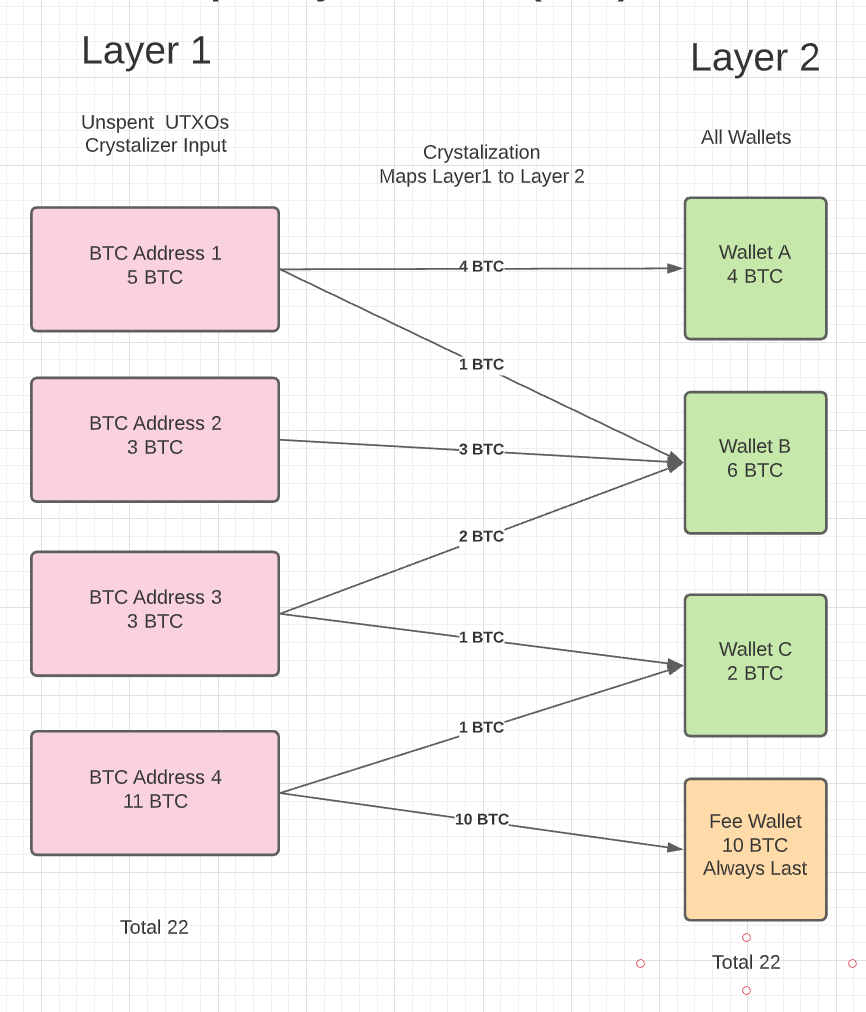 Layer 1
Layer 2
Unspent  UTXOs
Crystalizer Input
Crystalization
Maps Layer1 to Layer 2
All Wallets
BTC Address 1
5 BTC
4 BTC
Wallet A
4 BTC
1 BTC
BTC Address 2
3 BTC
3 BTC
Wallet B
6 BTC
2 BTC
BTC Address 3
3 BTC
1 BTC
Wallet C
2 BTC
1 BTC
BTC Address 4
11 BTC
10 BTC
Fee Wallet
10 BTC
Always Last
Total 22
Total 22